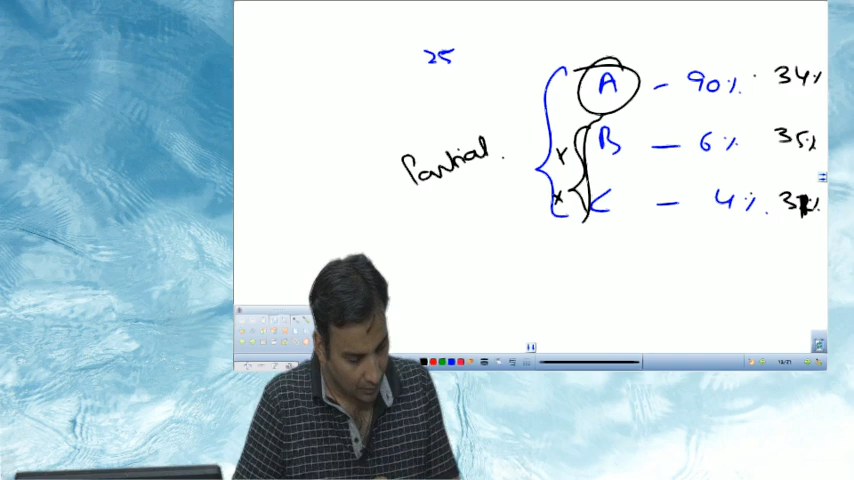 25
A - 90% 34%
B - 6% 35%
C - 4%
Partial.
Y
X